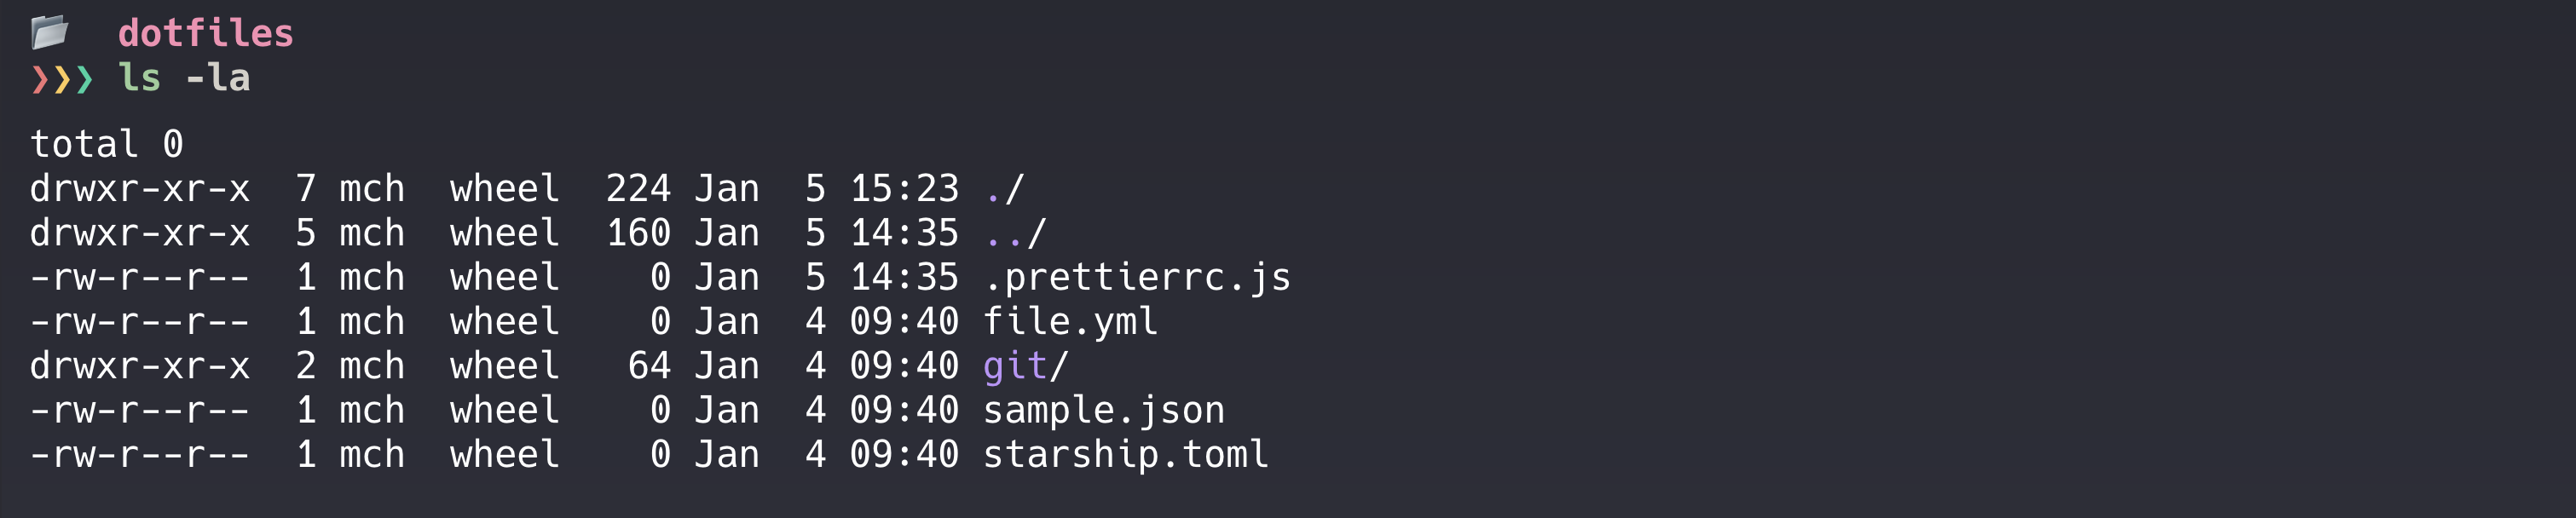 dotfiles
❯❯❯ ls -la
total 0
drwxr-xr-x  7 mch  wheel  224 Jan  5 15:23 ./
drwxr-xr-x  5 mch  wheel  160 Jan  5 14:35 ../
-rw-r--r--  1 mch  wheel    0 Jan  5 14:35 .prettierrc.js
-rw-r--r--  1 mch  wheel    0 Jan  4 09:40 file.yml
drwxr-xr-x  2 mch  wheel   64 Jan  4 09:40 git/
-rw-r--r--  1 mch  wheel    0 Jan  4 09:40 sample.json
-rw-r--r--  1 mch  wheel    0 Jan  4 09:40 starship.toml